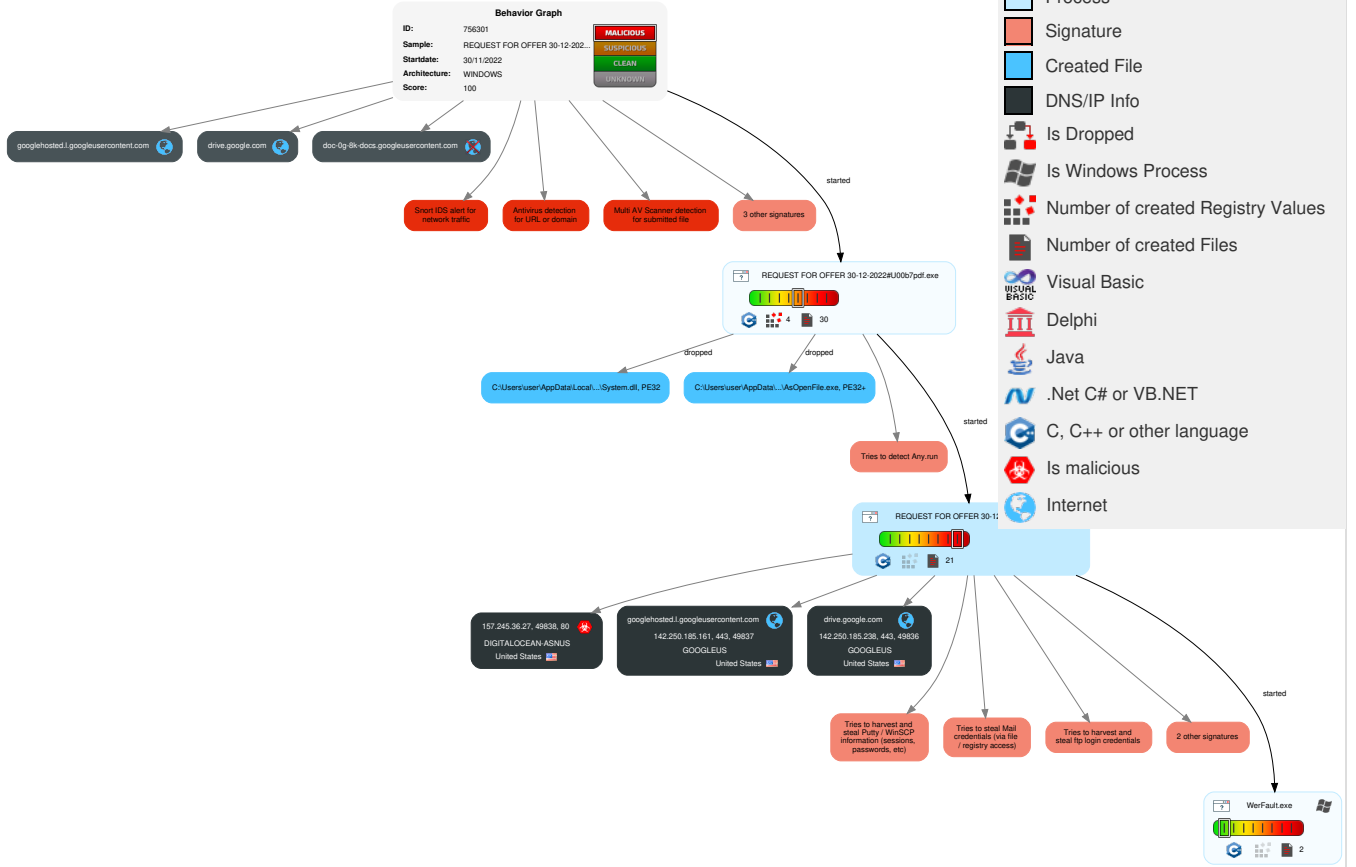 Behavior Graph
ID: 756301
Sample: REQUEST FOR OFFER 30-12-202...
Startdate: 30/11/2022
Architecture: WINDOWS
Score: 100
MALICIOUS
SUSPICIOUS
CLEAN
UNKNOWN
Process
Signature
Created File
DNS/IP Info
Is Dropped
Is Windows Process
Number of created Registry Values
Number of created Files
VISUAL
BASIC
Visual Basic
Delphi
Java
.Net C# or VB.NET
C, C++ or other language
Is malicious
Internet
googlehosted.l.googleusercontent.com
drive.google.com
doc-0g-8k-docs.googleusercontent.com
started
Snort IDS alert for
network traffic
Antivirus detection
for URL or domain
Multi AV Scanner detection
for submitted file
3 other signatures
REQUEST FOR OFFER 30-12-2022#U00b7pdf.exe
4
30
dropped
dropped
C:\Users\user\AppData\Local\...\System.dll, PE32
C:\Users\user\AppData\...\AsOpenFile.exe, PE32+
started
Tries to detect Any.run
REQUEST FOR OFFER 30-12
21
157.245.36.27, 49838, 80
DIGITALOCEAN-ASNUS
United States
googlehosted.l.googleusercontent.com
142.250.185.161, 443, 49837
GOOGLEUS
United States
drive.google.com
142.250.185.238, 443, 49836
GOOGLEUS
United States
started
Tries to harvest and
steal Putty / WinSCP
information (sessions,
passwords, etc)
Tries to steal Mail
credentials (via file
/ registry access)
Tries to harvest and
steal ftp login credentials
2 other signatures
WerFault.exe
2